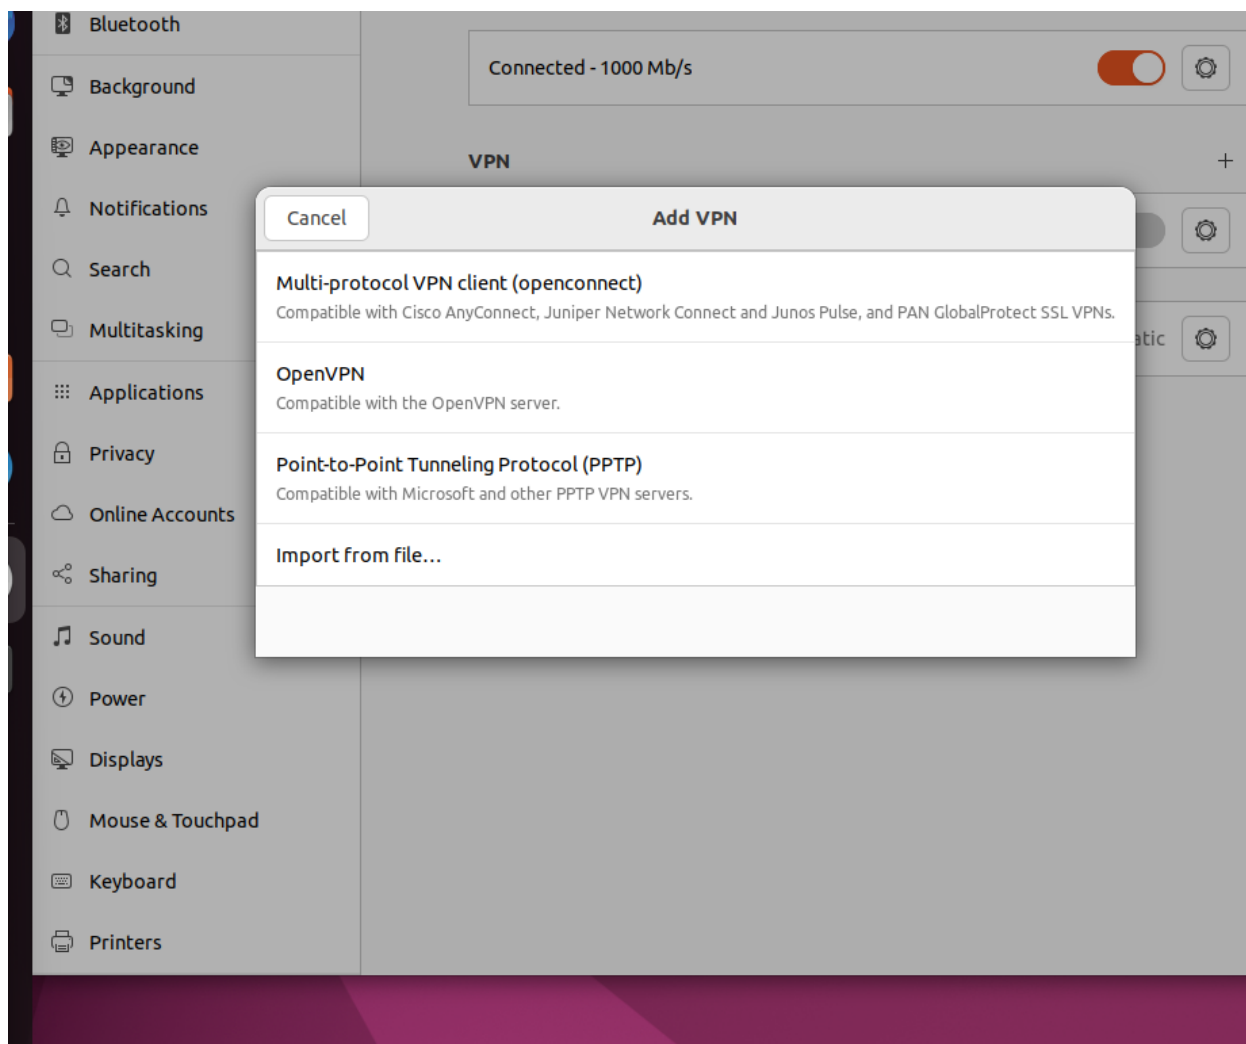 Bluetooth
Background
Appearance
Notifications
Search
Multitasking
Applications
Privacy
Online Accounts
Sharing
Sound
Power
Displays
Mouse & Touchpad
Keyboard
Printers
Connected - 1000 Mb/s
VPN
Cancel
Add VPN
Multi-protocol VPN client (openconnect)
Compatible with Cisco AnyConnect, Juniper Network Connect and Junos Pulse, and PAN GlobalProtect SSL VPNs.
OpenVPN
Compatible with the OpenVPN server.
Point-to-Point Tunneling Protocol (PPTP)
Compatible with Microsoft and other PPTP VPN servers.
Import from file...
atic